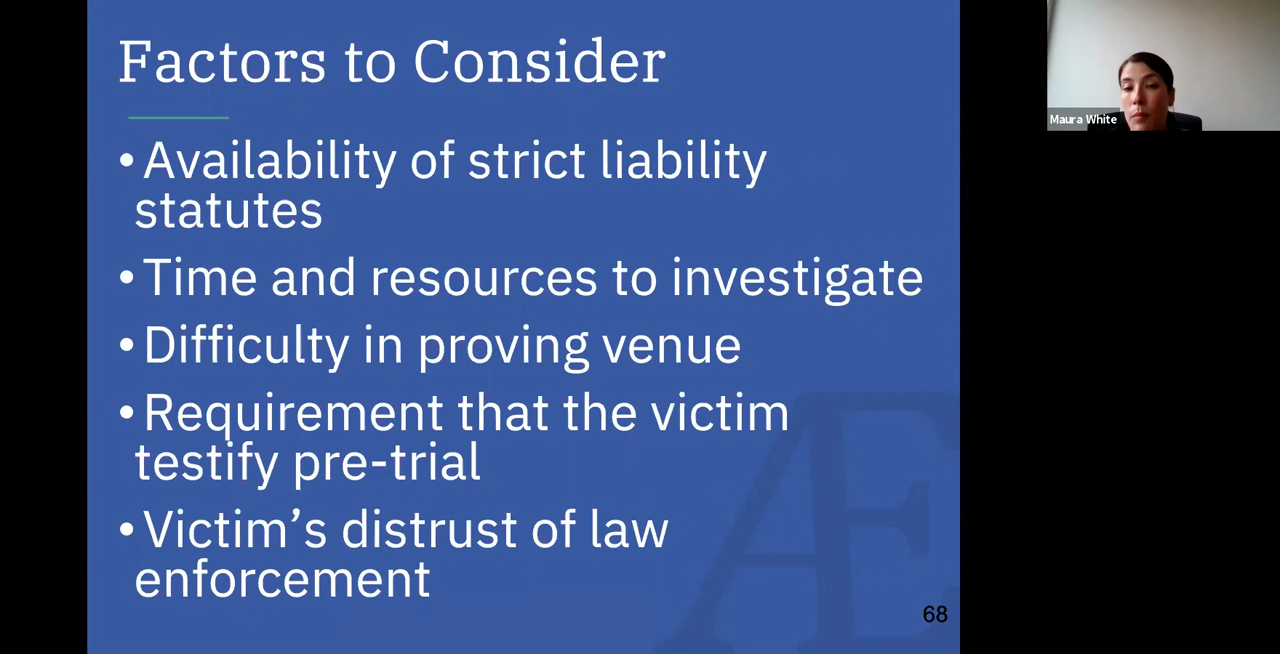 Factors to Consider
• Availability of strict liability
statutes
• Time and resources to investigate
• Difficulty in proving venue
• Requirement that the victim
testify pre-trial
• Victim’s distrust of law
enforcement
68
Æ
Maura White